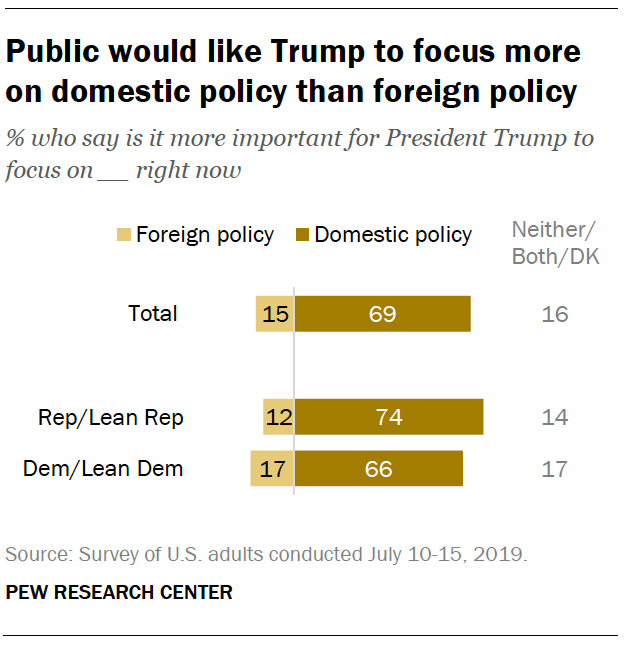 Public would like Trump to focus more
on domestic policy than foreign policy
% who say is it more important for President Trump to
focus on __ right now
Foreign policy Domestic policy Neither/
Both/DK
Total 15 69 16
Rep/Lean Rep 12 74 14
Dem/Lean Dem 17 66 17
Source: Survey of U.S. adults conducted July 10-15, 2019.
PEW RESEARCH CENTER